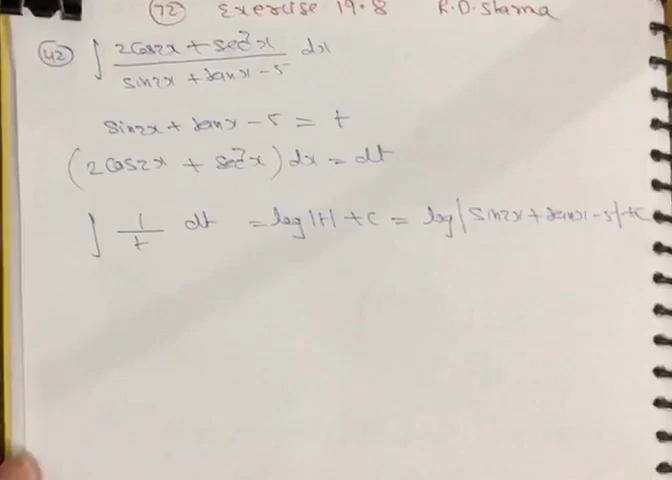 72 Exercise 19.8 R.D. Sharma
42 ∫ (2cos2x + sec²x)/(sin2x + tanx - 5) dx
sin2x + tanx - 5 = t
(2cos2x + sec²x) dx = dt
∫ 1/t dt = log|t| + c = log|sin2x + tanx - 5| + c